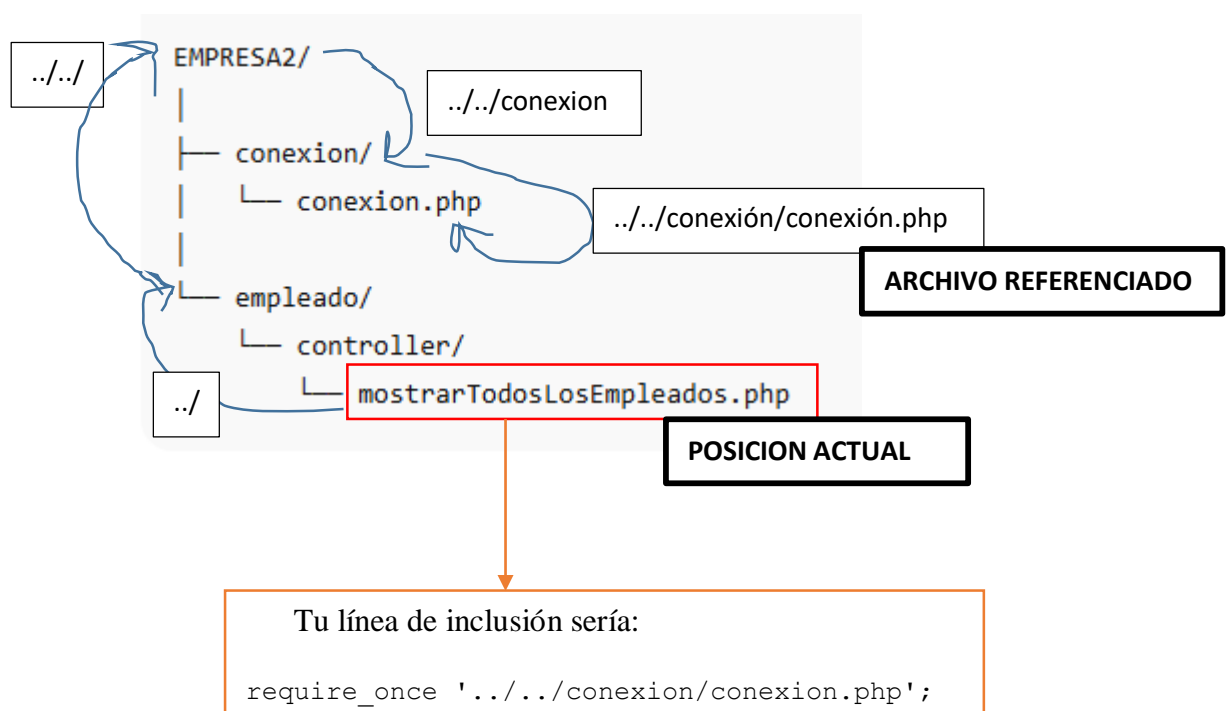 EMPRESA2/
../../
../../conexion
├── conexion/
│ └── conexion.php
../../conexión/conexión.php
ARCHIVO REFERENCIADO
└── empleado/
└── controller/
└── mostrarTodosLosEmpleados.php
../
POSICION ACTUAL
Tu línea de inclusión sería:
require_once '../../conexion/conexion.php';